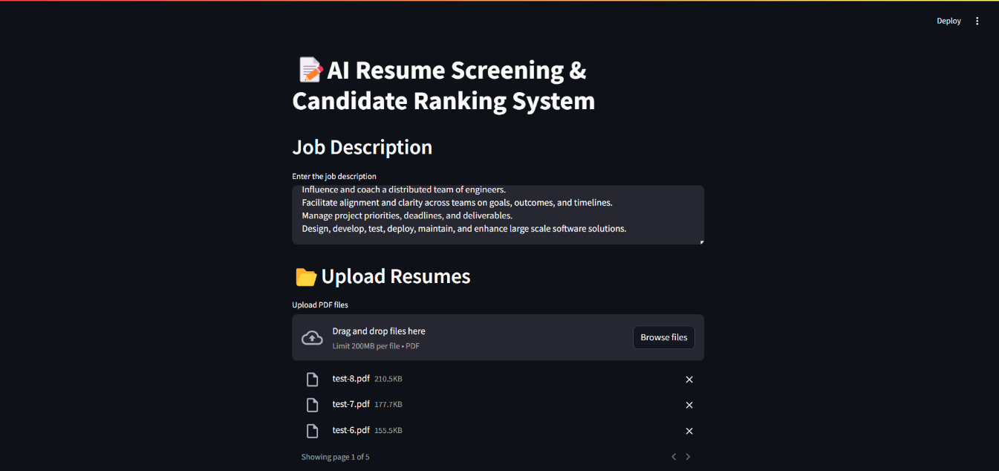 Deploy
AI Resume Screening &
Candidate Ranking System
Job Description
Enter the job description
Influence and coach a distributed team of engineers.
Facilitate alignment and clarity across teams on goals, outcomes, and timelines.
Manage project priorities, deadlines, and deliverables.
Design, develop, test, deploy, maintain, and enhance large scale software solutions.
Upload Resumes
Upload PDF files
Drag and drop files here
Limit 200MB per file • PDF
Browse files
test-8.pdf 210.5KB
test-7.pdf 177.7KB
test-6.pdf 155.5KB
Showing page 1 of 5